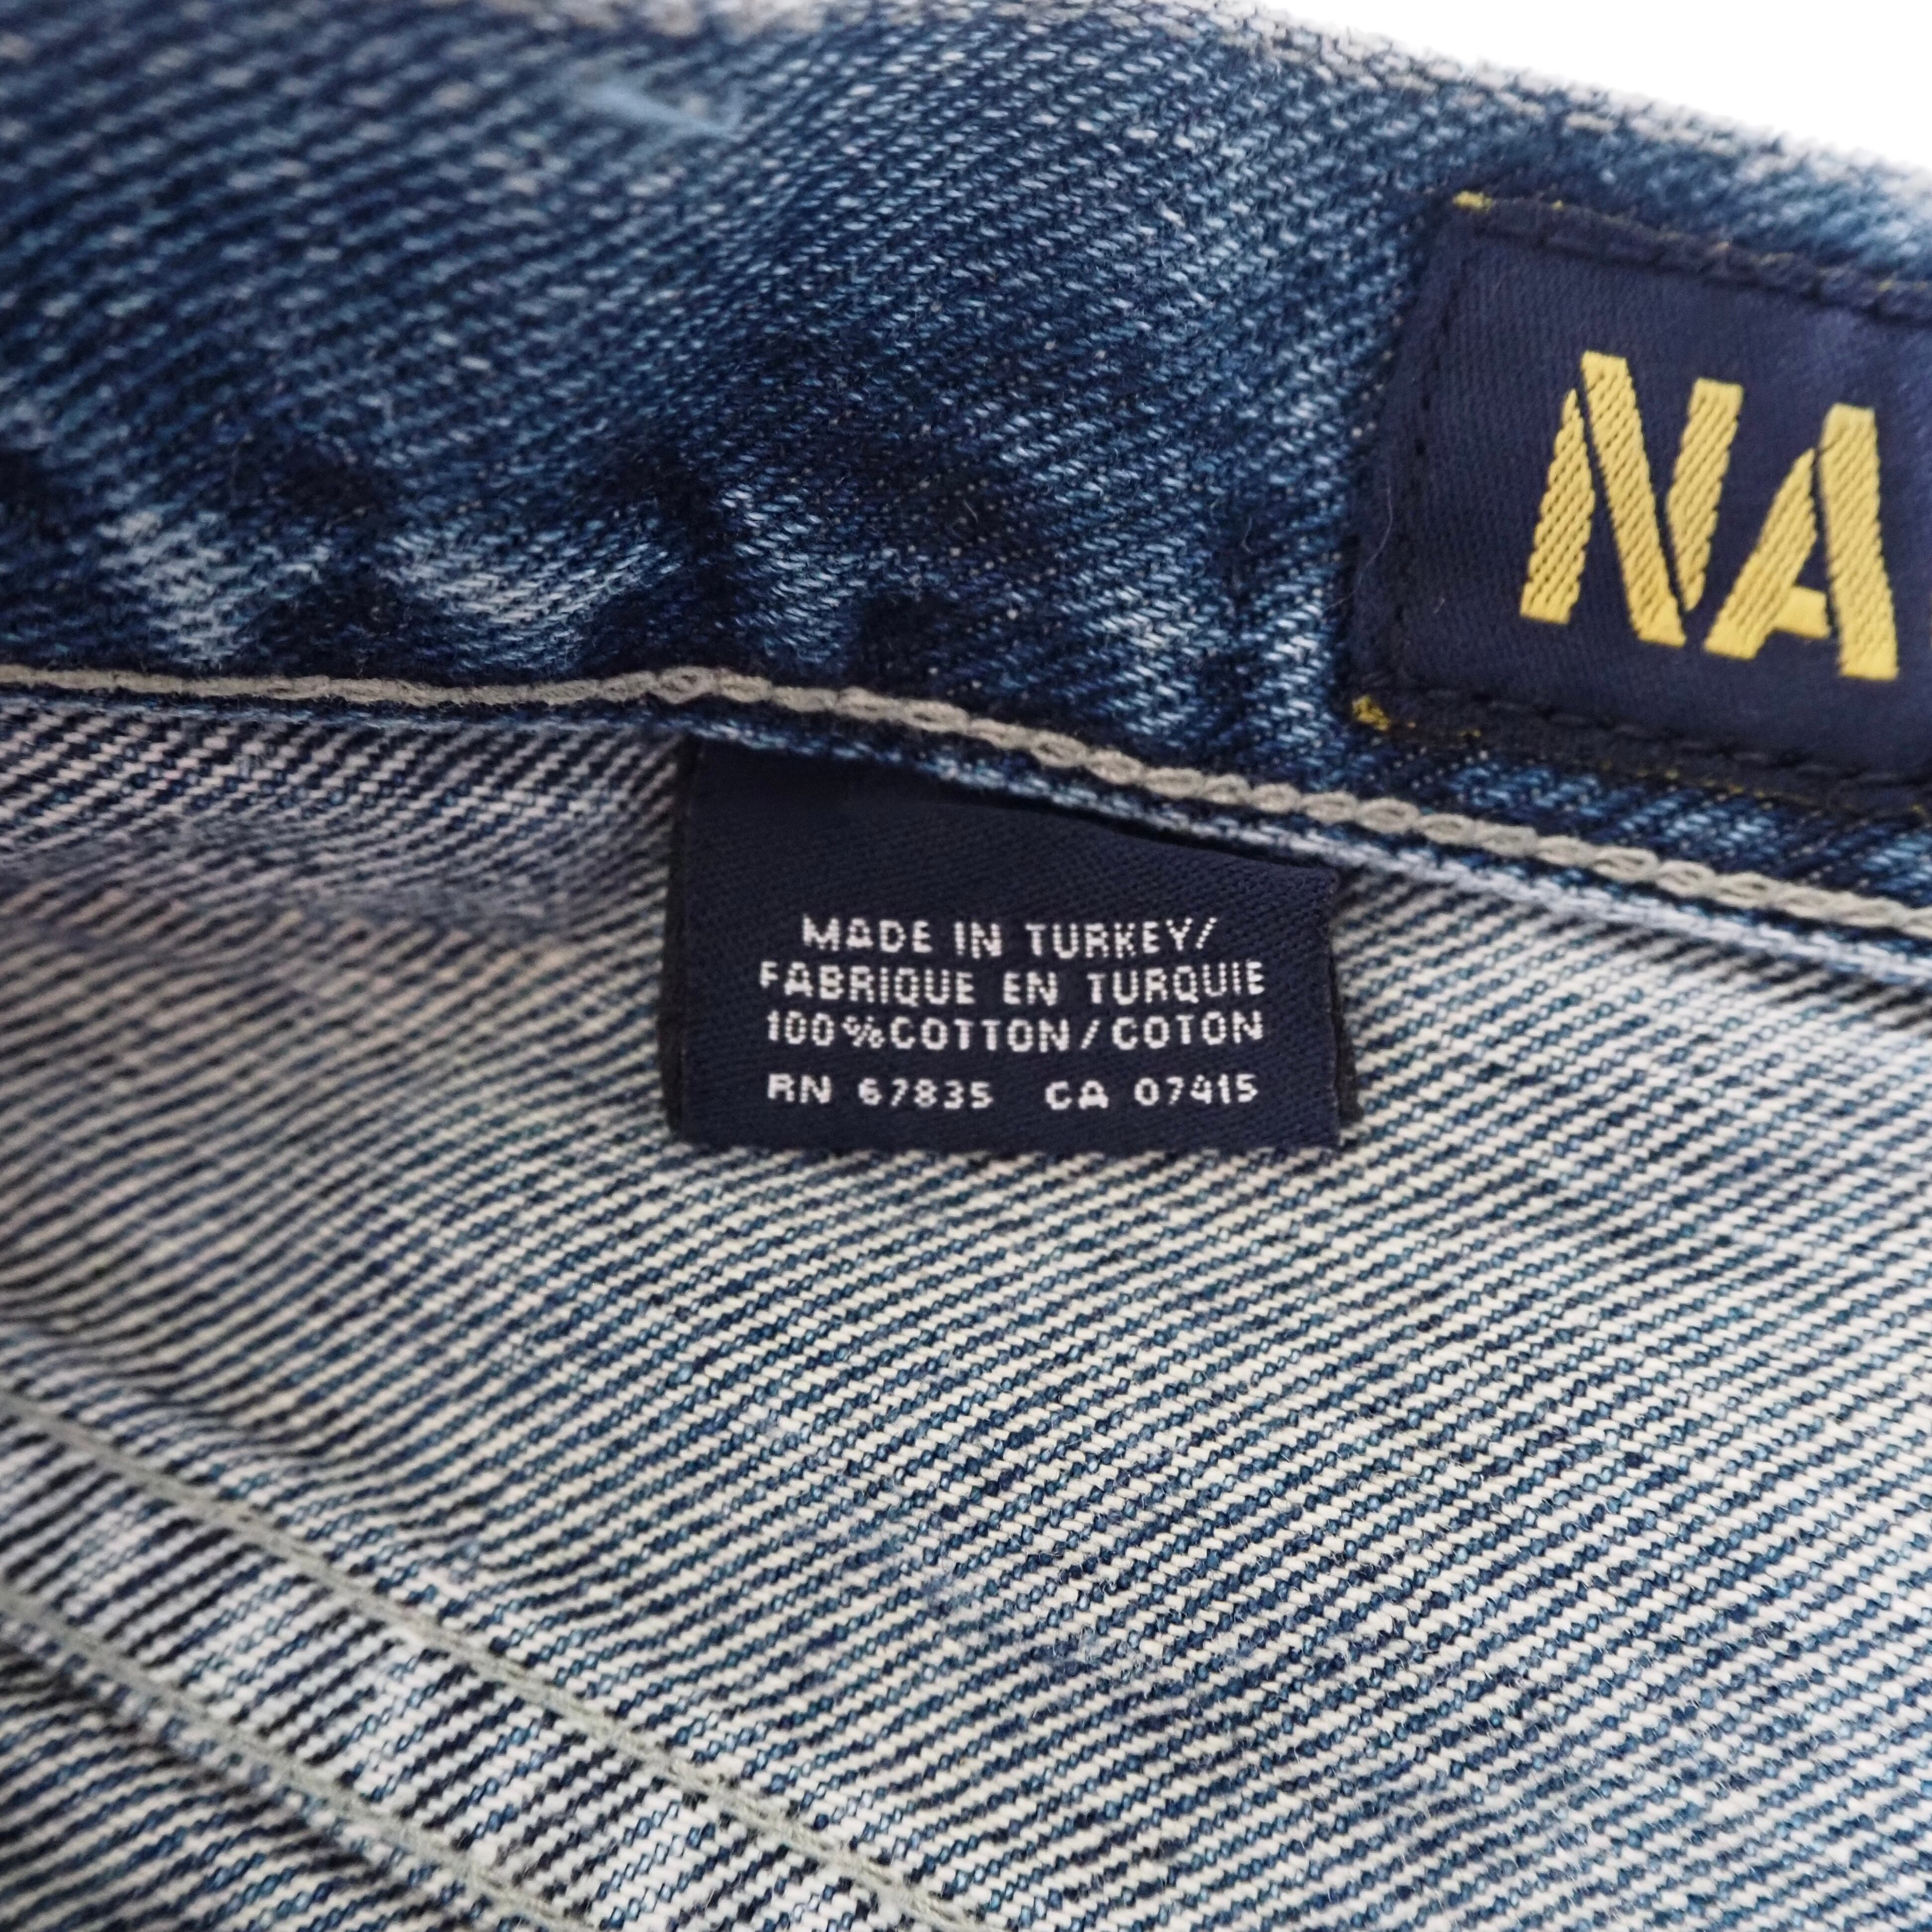 NA
MADE IN TURKEY/
FABRIQUE EN TURQUIE
100%COTTON/COTON
RN 67835 CA 07415